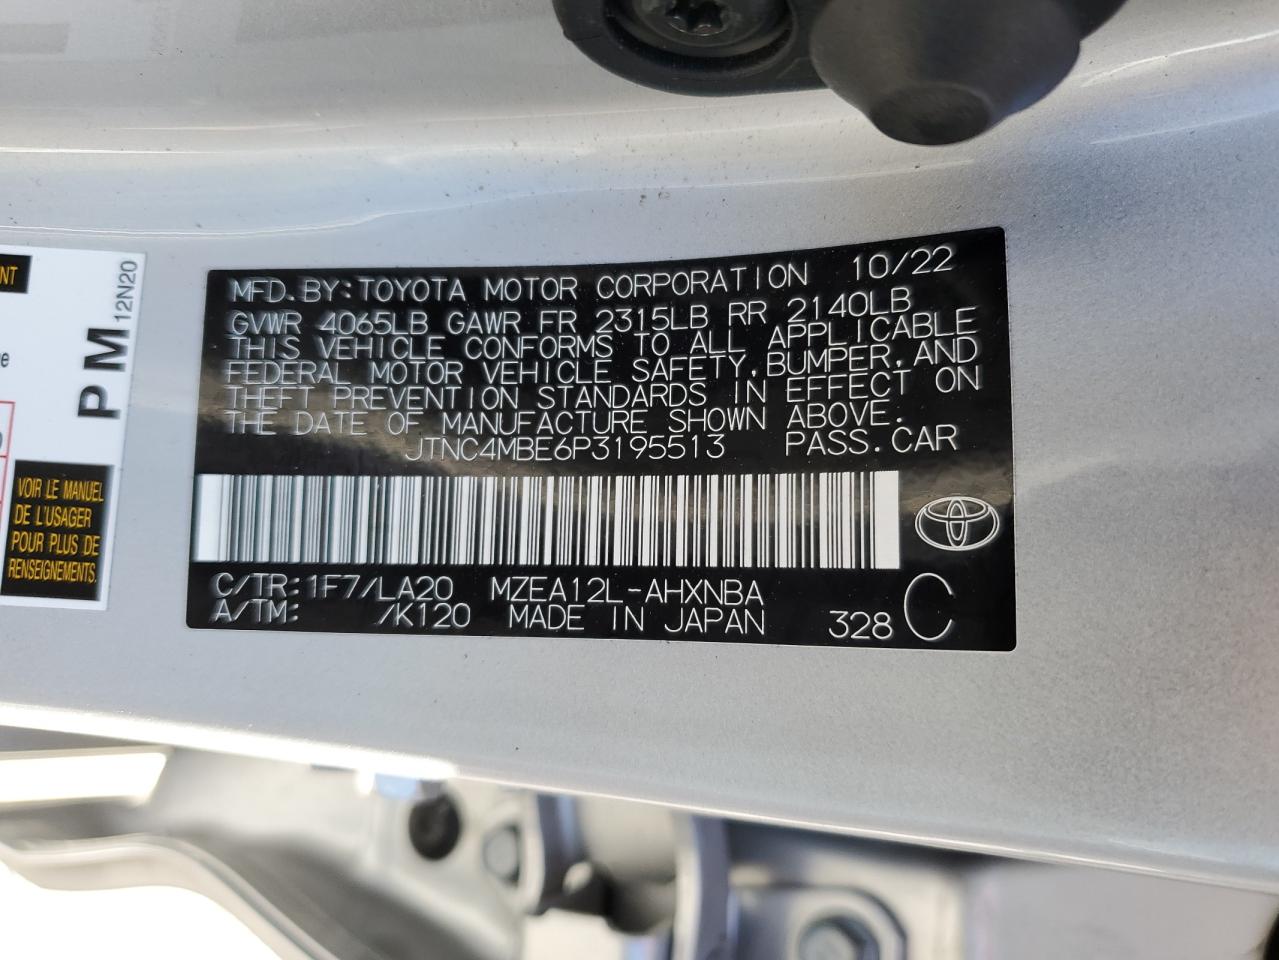 MFD.BY:TOYOTA MOTOR CORPORATION 10/22
GVWR 4065LB GAWR FR 2315LB RR 2140LB
THIS VEHICLE CONFORMS TO ALL APPLICABLE
FEDERAL MOTOR VEHICLE SAFETY,BUMPER,AND
THEFT PREVENTION STANDARDS IN EFFECT ON
THE DATE OF MANUFACTURE SHOWN ABOVE.
JTNC4MBE6P3195513 PASS.CAR
C/TR:1F7/LA20 MZEA12L-AHXNBA
A/TM: /K120 MADE IN JAPAN 328 C
PM
12N20
VOIR LE MANUEL
DE L'USAGER
POUR PLUS DE
RENSEIGNEMENTS.